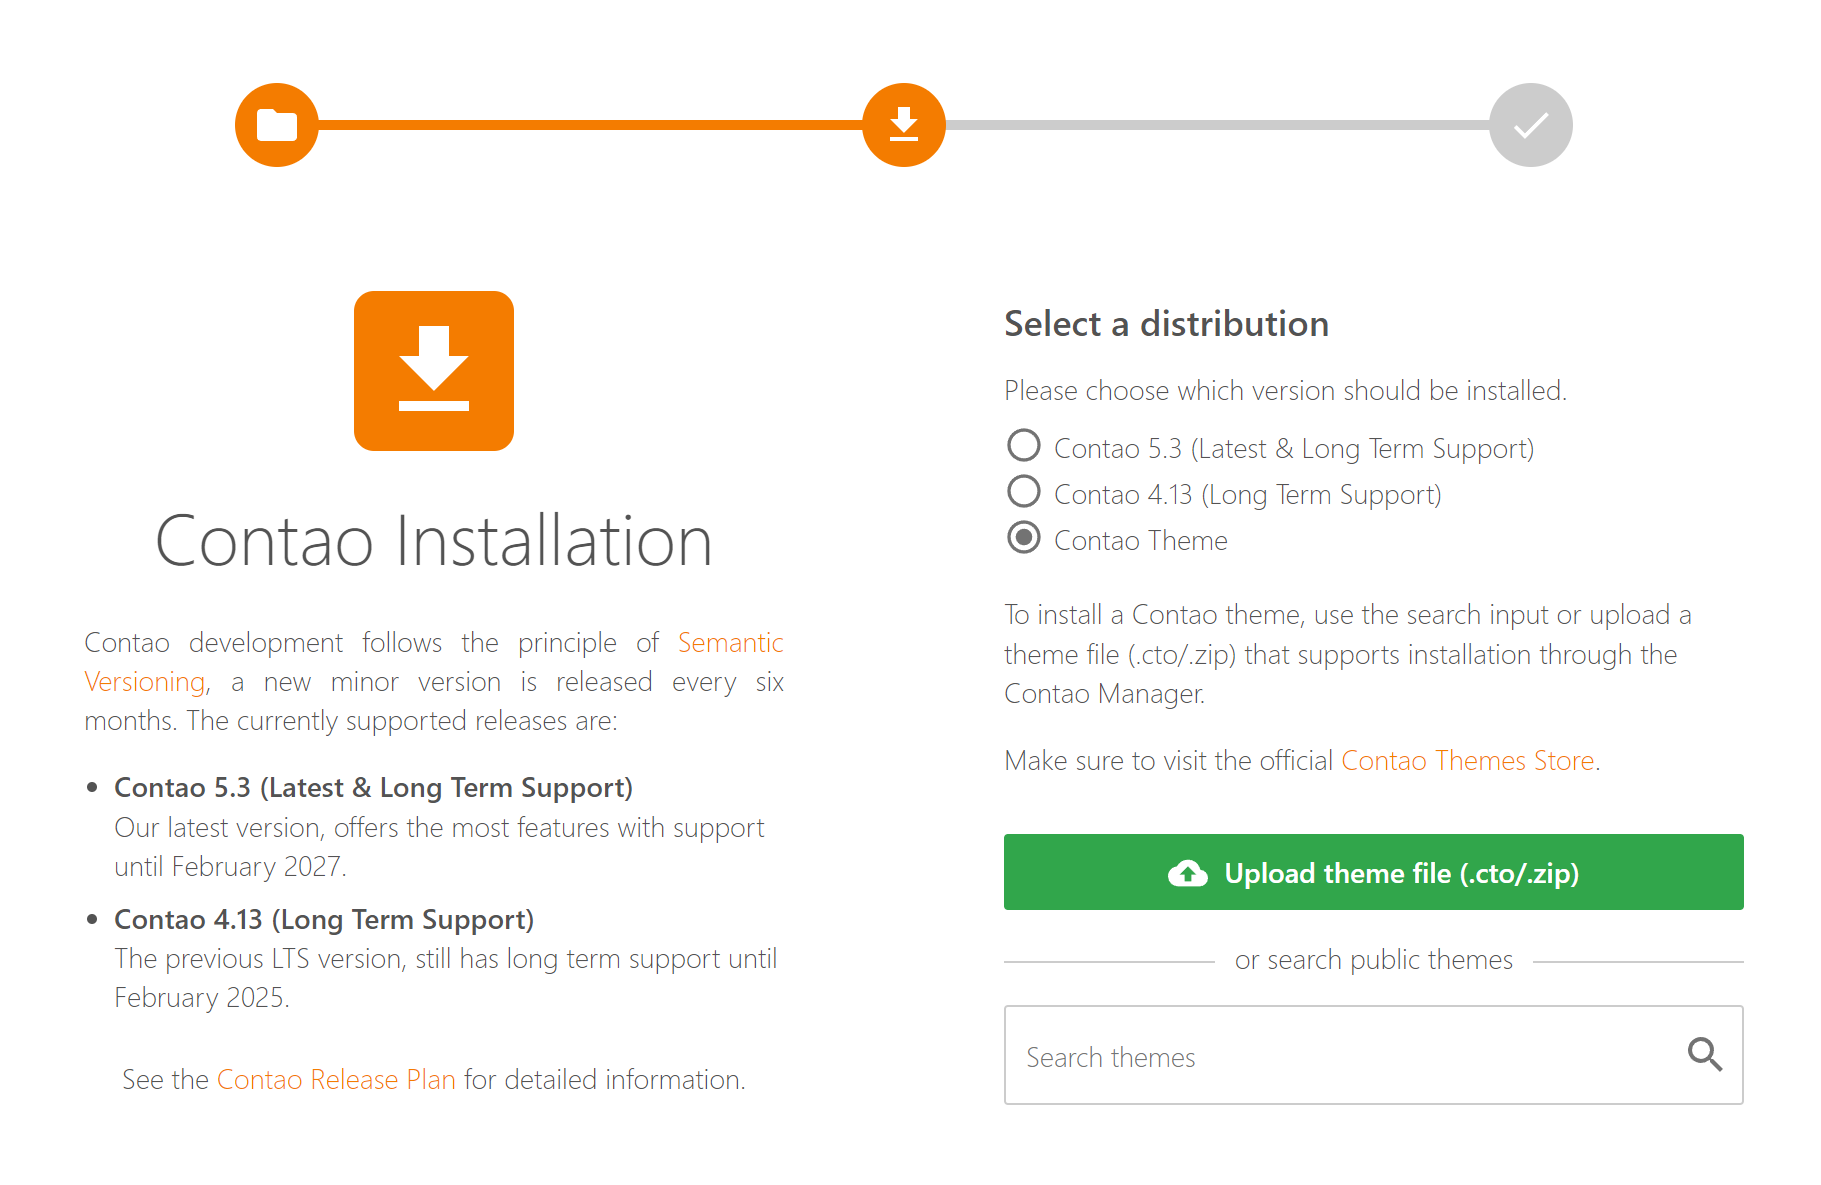 Contao Installation
Contao development follows the principle of Semantic
Versioning, a new minor version is released every six
months. The currently supported releases are:
• Contao 5.3 (Latest & Long Term Support)
Our latest version, offers the most features with support
until February 2027.
• Contao 4.13 (Long Term Support)
The previous LTS version, still has long term support until
February 2025.
See the Contao Release Plan for detailed information.
Select a distribution
Please choose which version should be installed.
Contao 5.3 (Latest & Long Term Support)
Contao 4.13 (Long Term Support)
Contao Theme
To install a Contao theme, use the search input or upload a
theme file (.cto/.zip) that supports installation through the
Contao Manager.
Make sure to visit the official Contao Themes Store.
Upload theme file (.cto/.zip)
or search public themes
Search themes